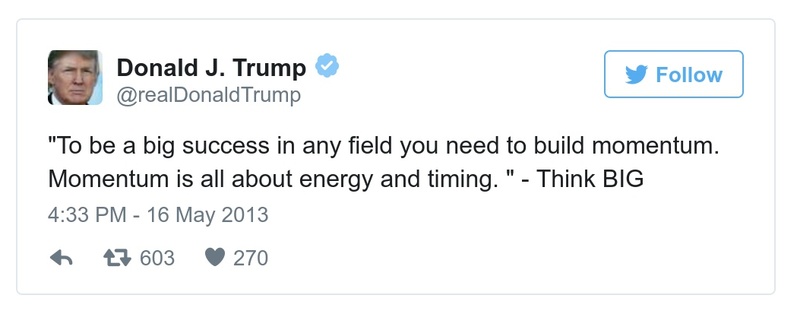 Donald J. Trump
@realDonaldTrump
Follow
"To be a big success in any field you need to build momentum.
Momentum is all about energy and timing. " - Think BIG
4:33 PM - 16 May 2013
603 270